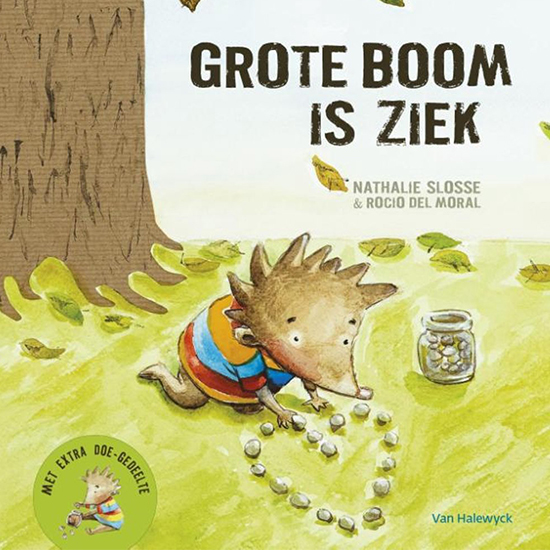 GROTE BOOM
IS ZIEK
NATHALIE SLOSSE
& ROCIO DEL MORAL
MET EXTRA DOE-GEDEELTE
Van Halewyck